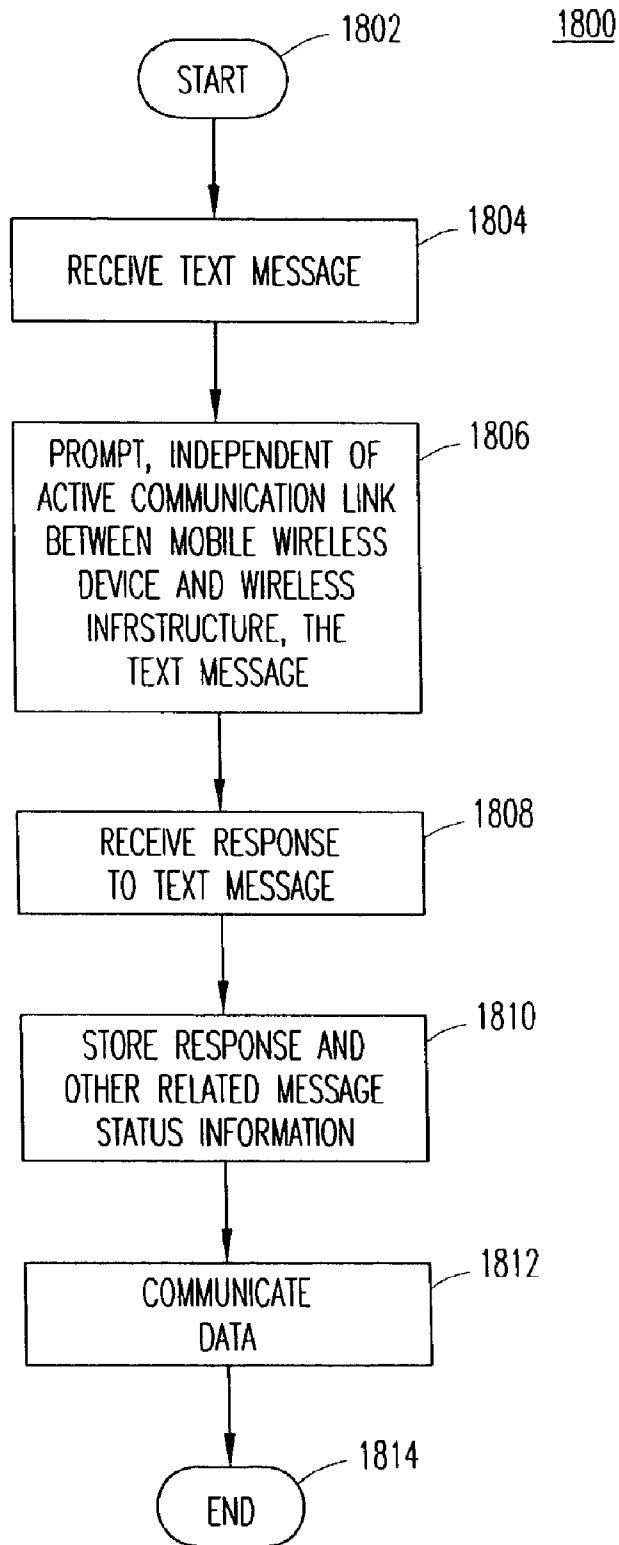 1802
1800
START
1804
RECEIVE TEXT MESSAGE
1806
PROMPT, INDEPENDENT OF
ACTIVE COMMUNICATION LINK
BETWEEN MOBILE WIRELESS
DEVICE AND WIRELESS
INFRSTRUCTURE, THE
TEXT MESSAGE
1808
RECEIVE RESPONSE
TO TEXT MESSAGE
1810
STORE RESPONSE AND
OTHER RELATED MESSAGE
STATUS INFORMATION
1812
COMMUNICATE
DATA
1814
END